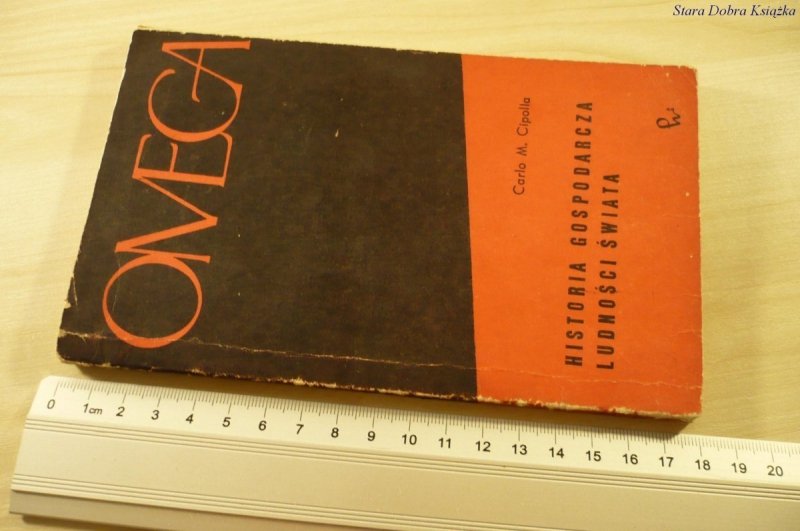 Stara Dobra Książka
OMEGA
Carlo M. Cipolla
HISTORIA GOSPODARCZA
LUDNOŚCI ŚWIATA
0 1cm 2 3 4 5 6 7 8 9 10 11 12 13 14 15 16 17 18 19 20